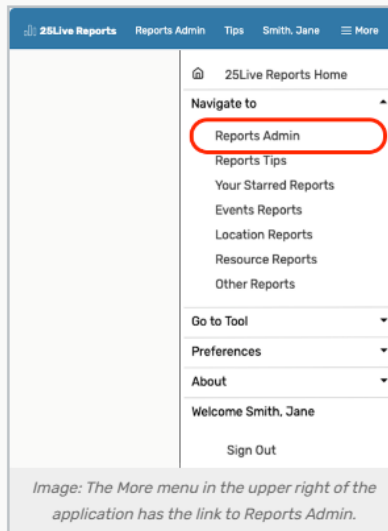 25Live Reports Reports Admin Tips Smith, Jane More
25Live Reports Home
Navigate to
Reports Admin
Reports Tips
Your Starred Reports
Events Reports
Location Reports
Resource Reports
Other Reports
Go to Tool
Preferences
About
Welcome Smith, Jane
Sign Out
Image: The More menu in the upper right of the
application has the link to Reports Admin.